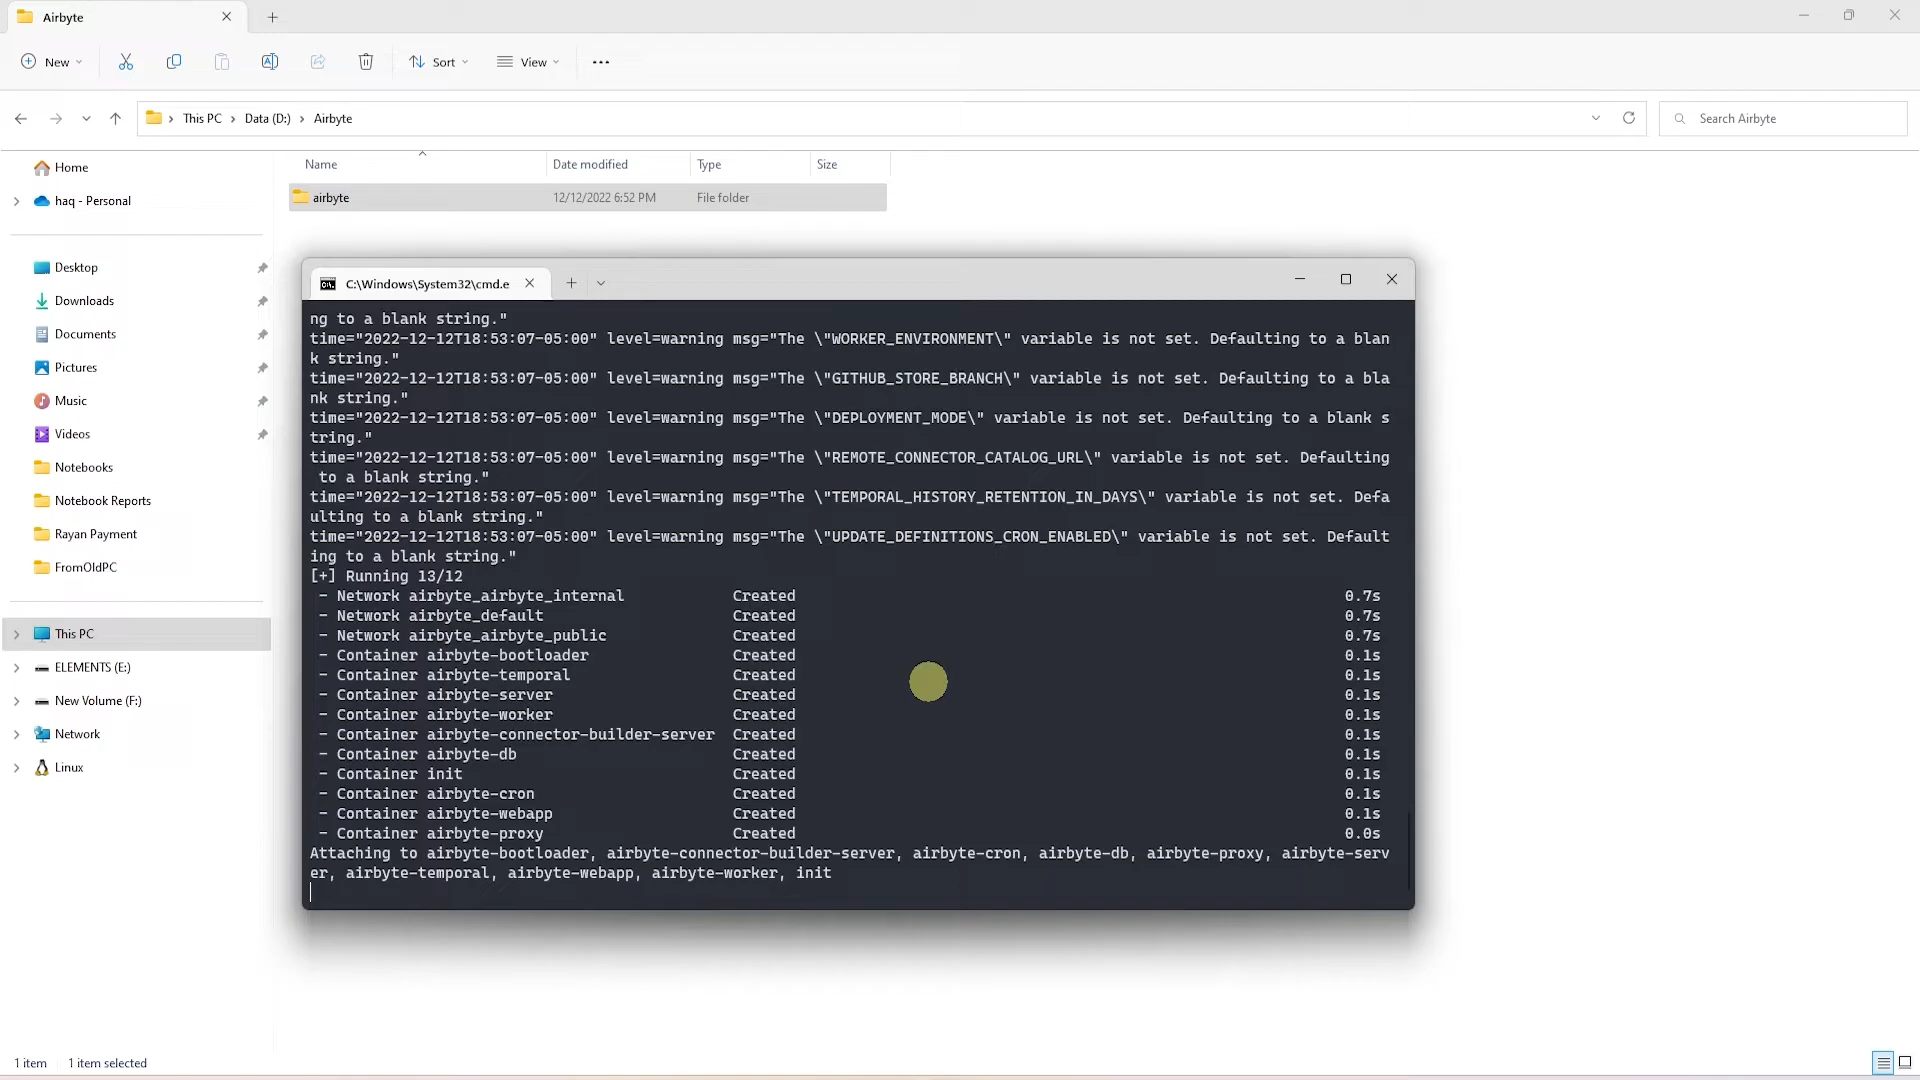 Airbyte
New
Sort
View
This PC
Data (D:)
Airbyte
Search Airbyte
Name
Date modified
Type
Size
airbyte
12/12/2022 6:52 PM
File folder
Home
haq - Personal
Desktop
Downloads
Documents
Pictures
Music
Videos
Notebooks
Notebook Reports
Rayan Payment
FromOldPC
This PC
ELEMENTS (E:)
New Volume (F:)
Network
Linux
C:\Windows\System32\cmd.e
ng to a blank string."
time="2022-12-12T18:53:07-05:00" level=warning msg="The \"WORKER_ENVIRONMENT\" variable is not set. Defaulting to a blan
k string."
time="2022-12-12T18:53:07-05:00" level=warning msg="The \"GITHUB_STORE_BRANCH\" variable is not set. Defaulting to a bla
nk string."
time="2022-12-12T18:53:07-05:00" level=warning msg="The \"DEPLOYMENT_MODE\" variable is not set. Defaulting to a blank s
tring."
time="2022-12-12T18:53:07-05:00" level=warning msg="The \"REMOTE_CONNECTOR_CATALOG_URL\" variable is not set. Defaulting
 to a blank string."
time="2022-12-12T18:53:07-05:00" level=warning msg="The \"TEMPORAL_HISTORY_RETENTION_IN_DAYS\" variable is not set. Defa
ulting to a blank string."
time="2022-12-12T18:53:07-05:00" level=warning msg="The \"UPDATE_DEFINITIONS_CRON_ENABLED\" variable is not set. Default
ing to a blank string."
[+] Running 13/12
 - Network airbyte_airbyte_internal Created 0.7s
 - Network airbyte_default Created 0.7s
 - Network airbyte_airbyte_public Created 0.7s
 - Container airbyte-bootloader Created 0.1s
 - Container airbyte-temporal Created 0.1s
 - Container airbyte-server Created 0.1s
 - Container airbyte-worker Created 0.1s
 - Container airbyte-connector-builder-server Created 0.1s
 - Container airbyte-db Created 0.1s
 - Container init Created 0.1s
 - Container airbyte-cron Created 0.1s
 - Container airbyte-webapp Created 0.1s
 - Container airbyte-proxy Created 0.0s
Attaching to airbyte-bootloader, airbyte-connector-builder-server, airbyte-cron, airbyte-db, airbyte-proxy, airbyte-serv
er, airbyte-temporal, airbyte-webapp, airbyte-worker, init
1 item
1 item selected